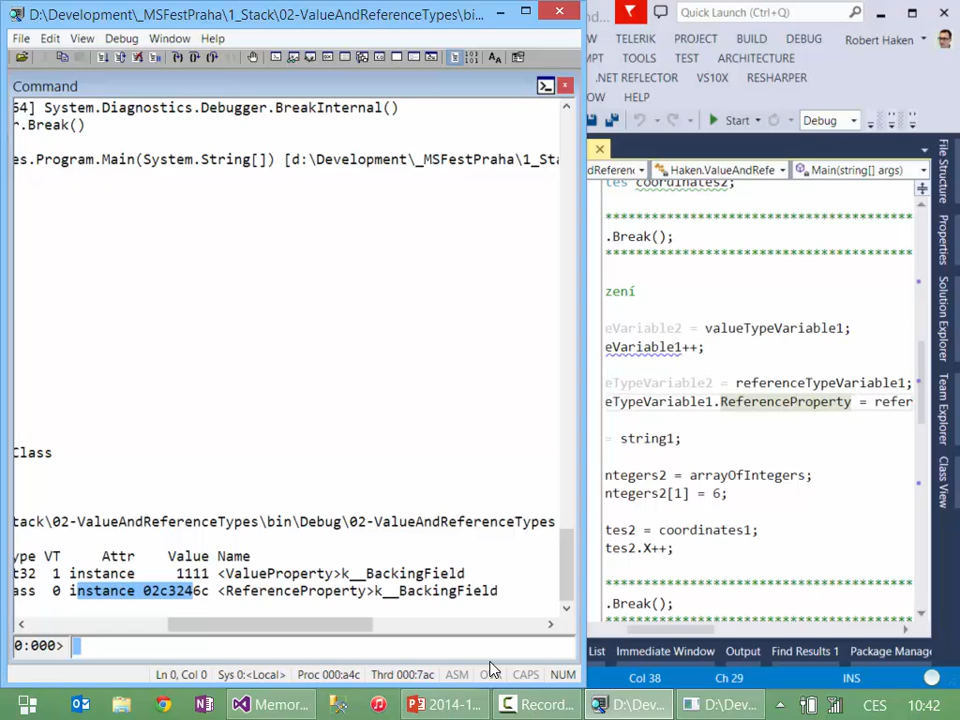 D:\Development\_MSFestPraha\1_Stack\02-ValueAndReferenceTypes\bi...
File Edit View Debug Window Help
Command
64] System.Diagnostics.Debugger.BreakInternal()
r.Break()
es.Program.Main(System.String[]) [d:\Development\_MSFestPraha\1_Sta
Class
tack\02-ValueAndReferenceTypes\bin\Debug\02-ValueAndReferenceTypes
ype VT Attr Value Name
t32 1 instance 1111 <ValueProperty>k__BackingField
ass 0 instance 02c3246c <ReferenceProperty>k__BackingField
0:000>
Ln 0, Col 0 Sys 0:<Local> Proc 000:a4c Thrd 000:7ac ASM CAPS NUM
nd... Quick Launch (Ctrl+Q)
W TELERIK PROJECT BUILD DEBUG Robert Haken
TOOLS TEST ARCHITECTURE
.NET REFLECTOR VS10X RESHARPER
OW HELP
Start Debug
ndReferenc Haken.ValueAndRefe Main(string[] args)
tes coordinates2;
*****************************************
.Break();
*****************************************
zení
eVariable2 = valueTypeVariable1;
eVariable1++;
eTypeVariable2 = referenceTypeVariable1;
eTypeVariable1.ReferenceProperty = refer
= string1;
ntegers2 = arrayOfIntegers;
ntegers2[1] = 6;
tes2 = coordinates1;
tes2.X++;
*****************************************
.Break();
*****************************************
File Structure
Properties
Solution Explorer
Team Explorer
Class View
List Immediate Window Output Find Results 1 Package Manag
Col 38 Ch 29 INS
Memor... 2014-1... Record... D:\Dev... D:\Dev... CES 10:42